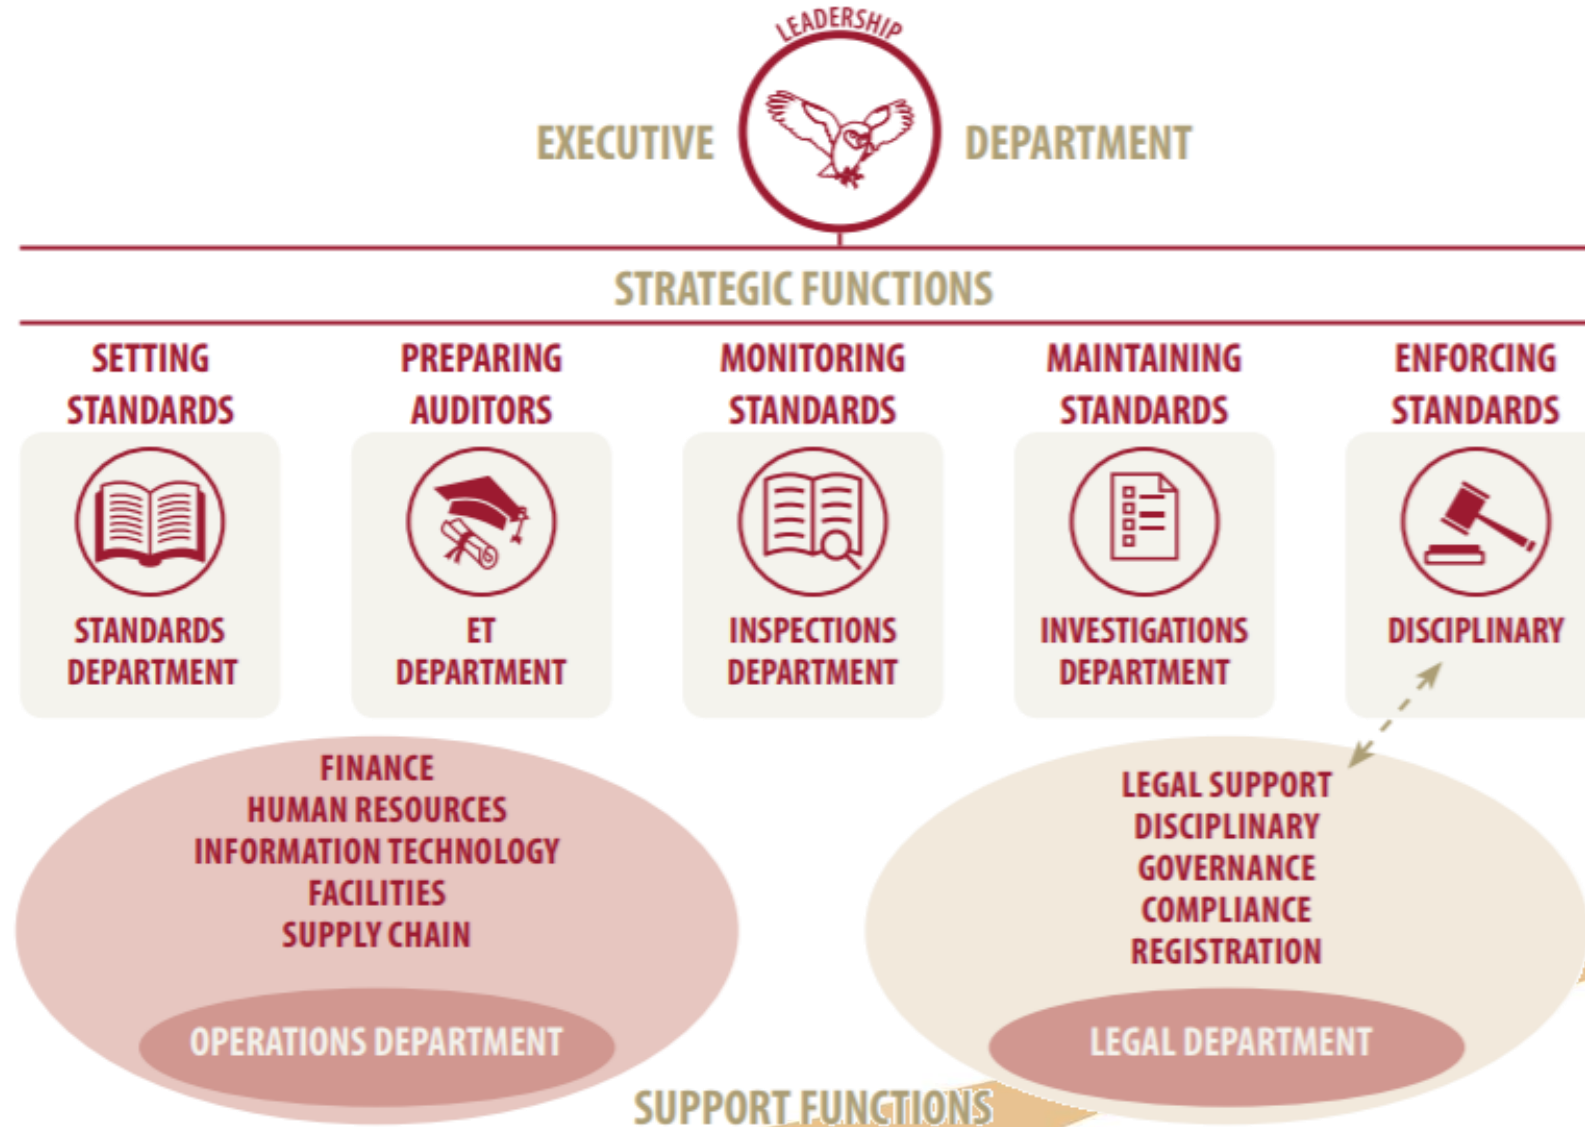 LEADERSHIP
EXECUTIVE DEPARTMENT
STRATEGIC FUNCTIONS
SETTING
STANDARDS
STANDARDS
DEPARTMENT
PREPARING
AUDITORS
ET
DEPARTMENT
MONITORING
STANDARDS
INSPECTIONS
DEPARTMENT
MAINTAINING
STANDARDS
INVESTIGATIONS
DEPARTMENT
ENFORCING
STANDARDS
DISCIPLINARY
FINANCE
HUMAN RESOURCES
INFORMATION TECHNOLOGY
FACILITIES
SUPPLY CHAIN
OPERATIONS DEPARTMENT
LEGAL SUPPORT
DISCIPLINARY
GOVERNANCE
COMPLIANCE
REGISTRATION
LEGAL DEPARTMENT
SUPPORT FUNCTIONS